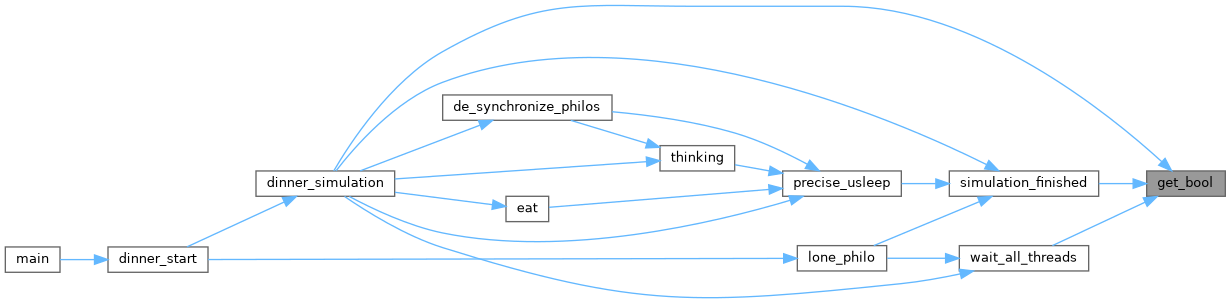 de_synchronize_philos
thinking
dinner_simulation
precise_usleep
simulation_finished
get_bool
eat
main
dinner_start
lone_philo
wait_all_threads